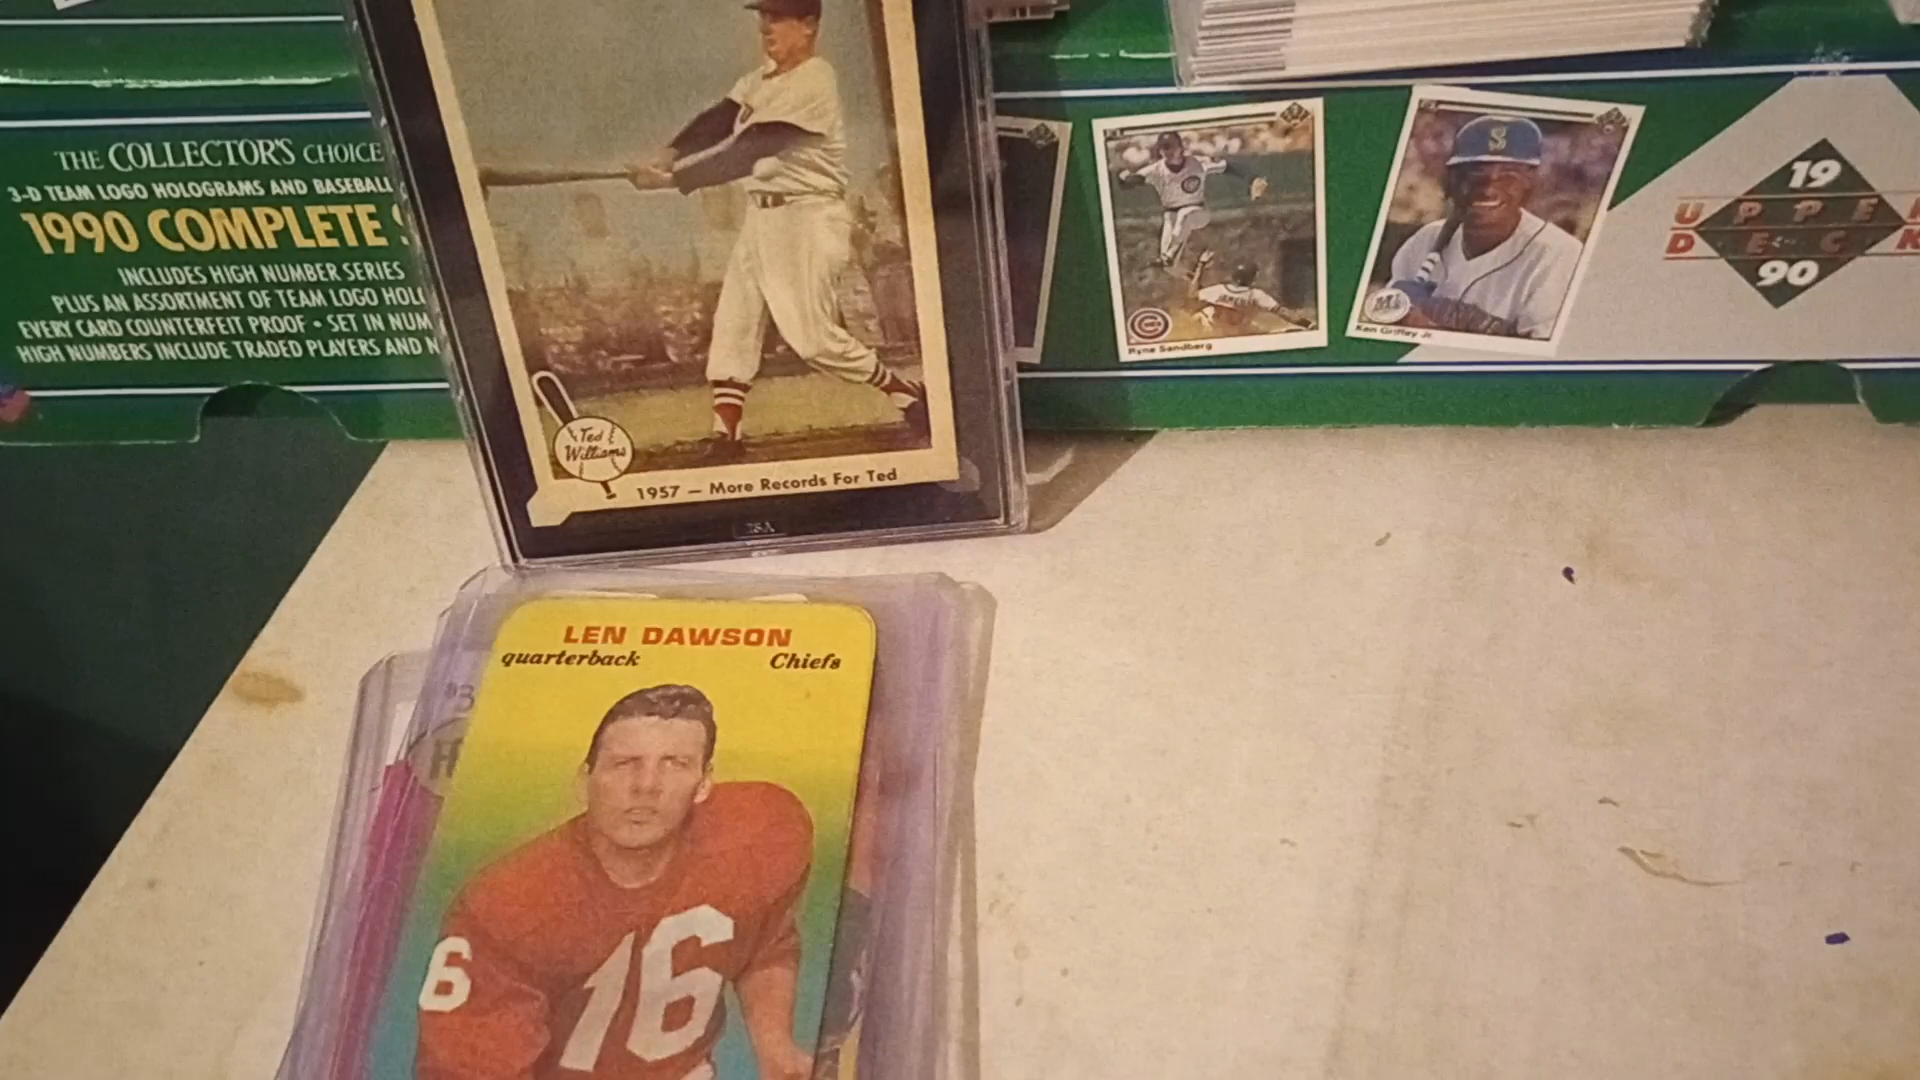 THE COLLECTOR'S CHOICE
3-D TEAM LOGO HOLOGRAMS AND BASEBALL
1990 COMPLETE
INCLUDES HIGH NUMBER SERIES
PLUS AN ASSORTMENT OF TEAM LOGO
EVERY CARD COUNTERFEIT PROOF • SET IN
HIGH NUMBERS INCLUDE TRADED PLAYERS AND
Ted
Williams
1957 — More Records For Ted
Ryne Sandberg
S
Ken Griffey Jr.
19
UPPER
DECK
90
LEN DAWSON
quarterback Chiefs
6
16